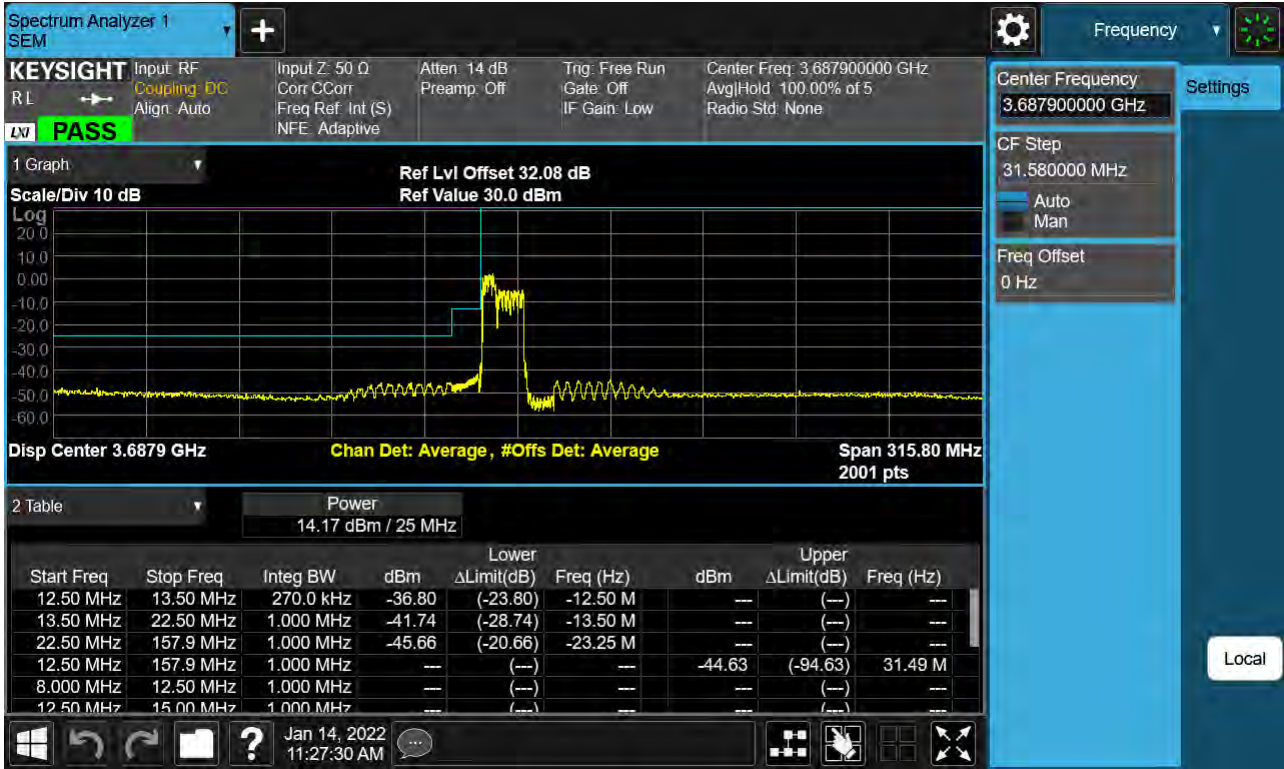 Spectrum Analyzer 1
SEM
Frequency
KEYSIGHT
R L
LXI
PASS
Input: RF
Coupling: DC
Align: Auto
Input Z: 50 Ω
Corr CCorr
Freq Ref: Int (S)
NFE: Adaptive
Atten: 14 dB
Preamp: Off
Trig: Free Run
Gate: Off
IF Gain: Low
Center Freq: 3.687900000 GHz
Avg|Hold: 100.00% of 5
Radio Std: None
Center Frequency
3.687900000 GHz
Settings
CF Step
31.580000 MHz
Auto
Man
Freq Offset
0 Hz
Local
1 Graph
Scale/Div 10 dB
Ref Lvl Offset 32.08 dB
Ref Value 30.0 dBm
Log
20.0
10.0
0.00
-10.0
-20.0
-30.0
-40.0
-50.0
-60.0
Disp Center 3.6879 GHz
Chan Det: Average, #Offs Det: Average
Span 315.80 MHz
2001 pts
2 Table
Power
14.17 dBm / 25 MHz
Lower Upper
Start Freq Stop Freq Integ BW dBm ΔLimit(dB) Freq (Hz) dBm ΔLimit(dB) Freq (Hz)
12.50 MHz 13.50 MHz 270.0 kHz -36.80 (-23.80) -12.50 M --- (---) ---
13.50 MHz 22.50 MHz 1.000 MHz -41.74 (-28.74) -13.50 M --- (---) ---
22.50 MHz 157.9 MHz 1.000 MHz -45.66 (-20.66) -23.25 M --- (---) ---
12.50 MHz 157.9 MHz 1.000 MHz --- (---) --- -44.63 (-94.63) 31.49 M
8.000 MHz 12.50 MHz 1.000 MHz --- (---) --- --- (---) ---
12.50 MHz 15.00 MHz 1.000 MHz --- (---) --- --- (---) ---
Jan 14, 2022
11:27:30 AM